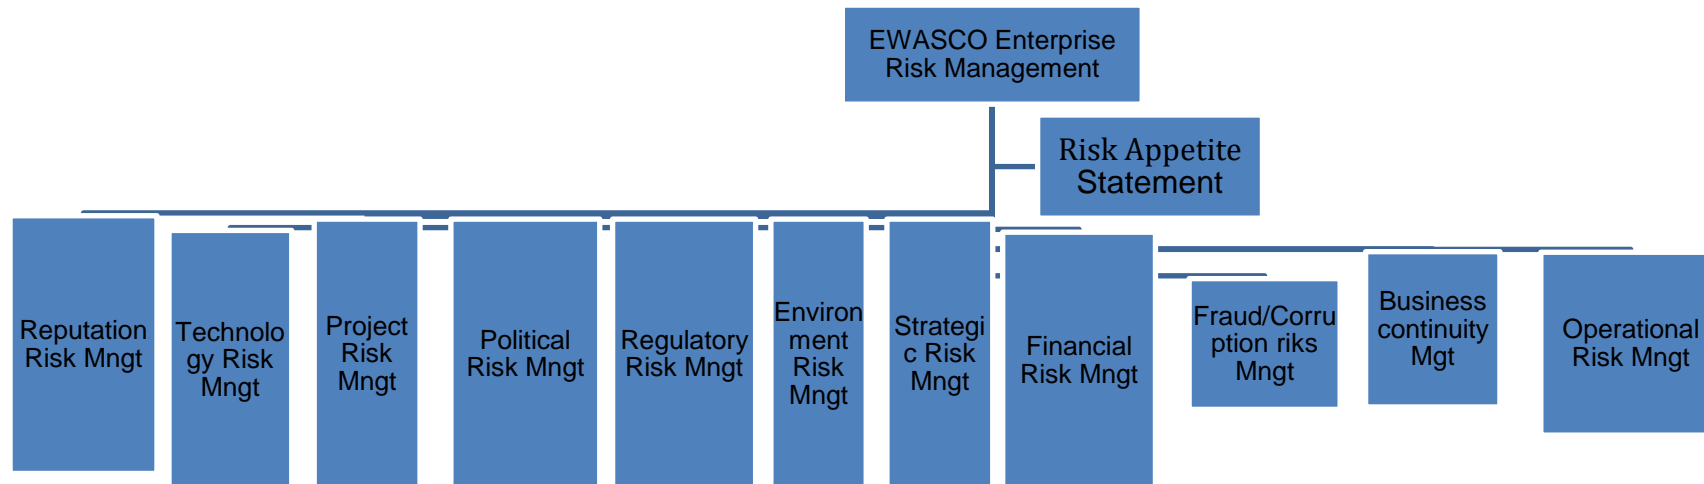 EWASCO Enterprise
Risk Management
Risk Appetite
Statement
Reputation
Risk Mngt
Technolo
gy Risk
Mngt
Project
Risk
Mngt
Political
Risk Mngt
Regulatory
Risk Mngt
Environ
ment
Risk
Mngt
Strategi
c Risk
Mngt
Financial
Risk Mngt
Fraud/Corru
ption riks
Mngt
Business
continuity
Mgt
Operational
Risk Mngt